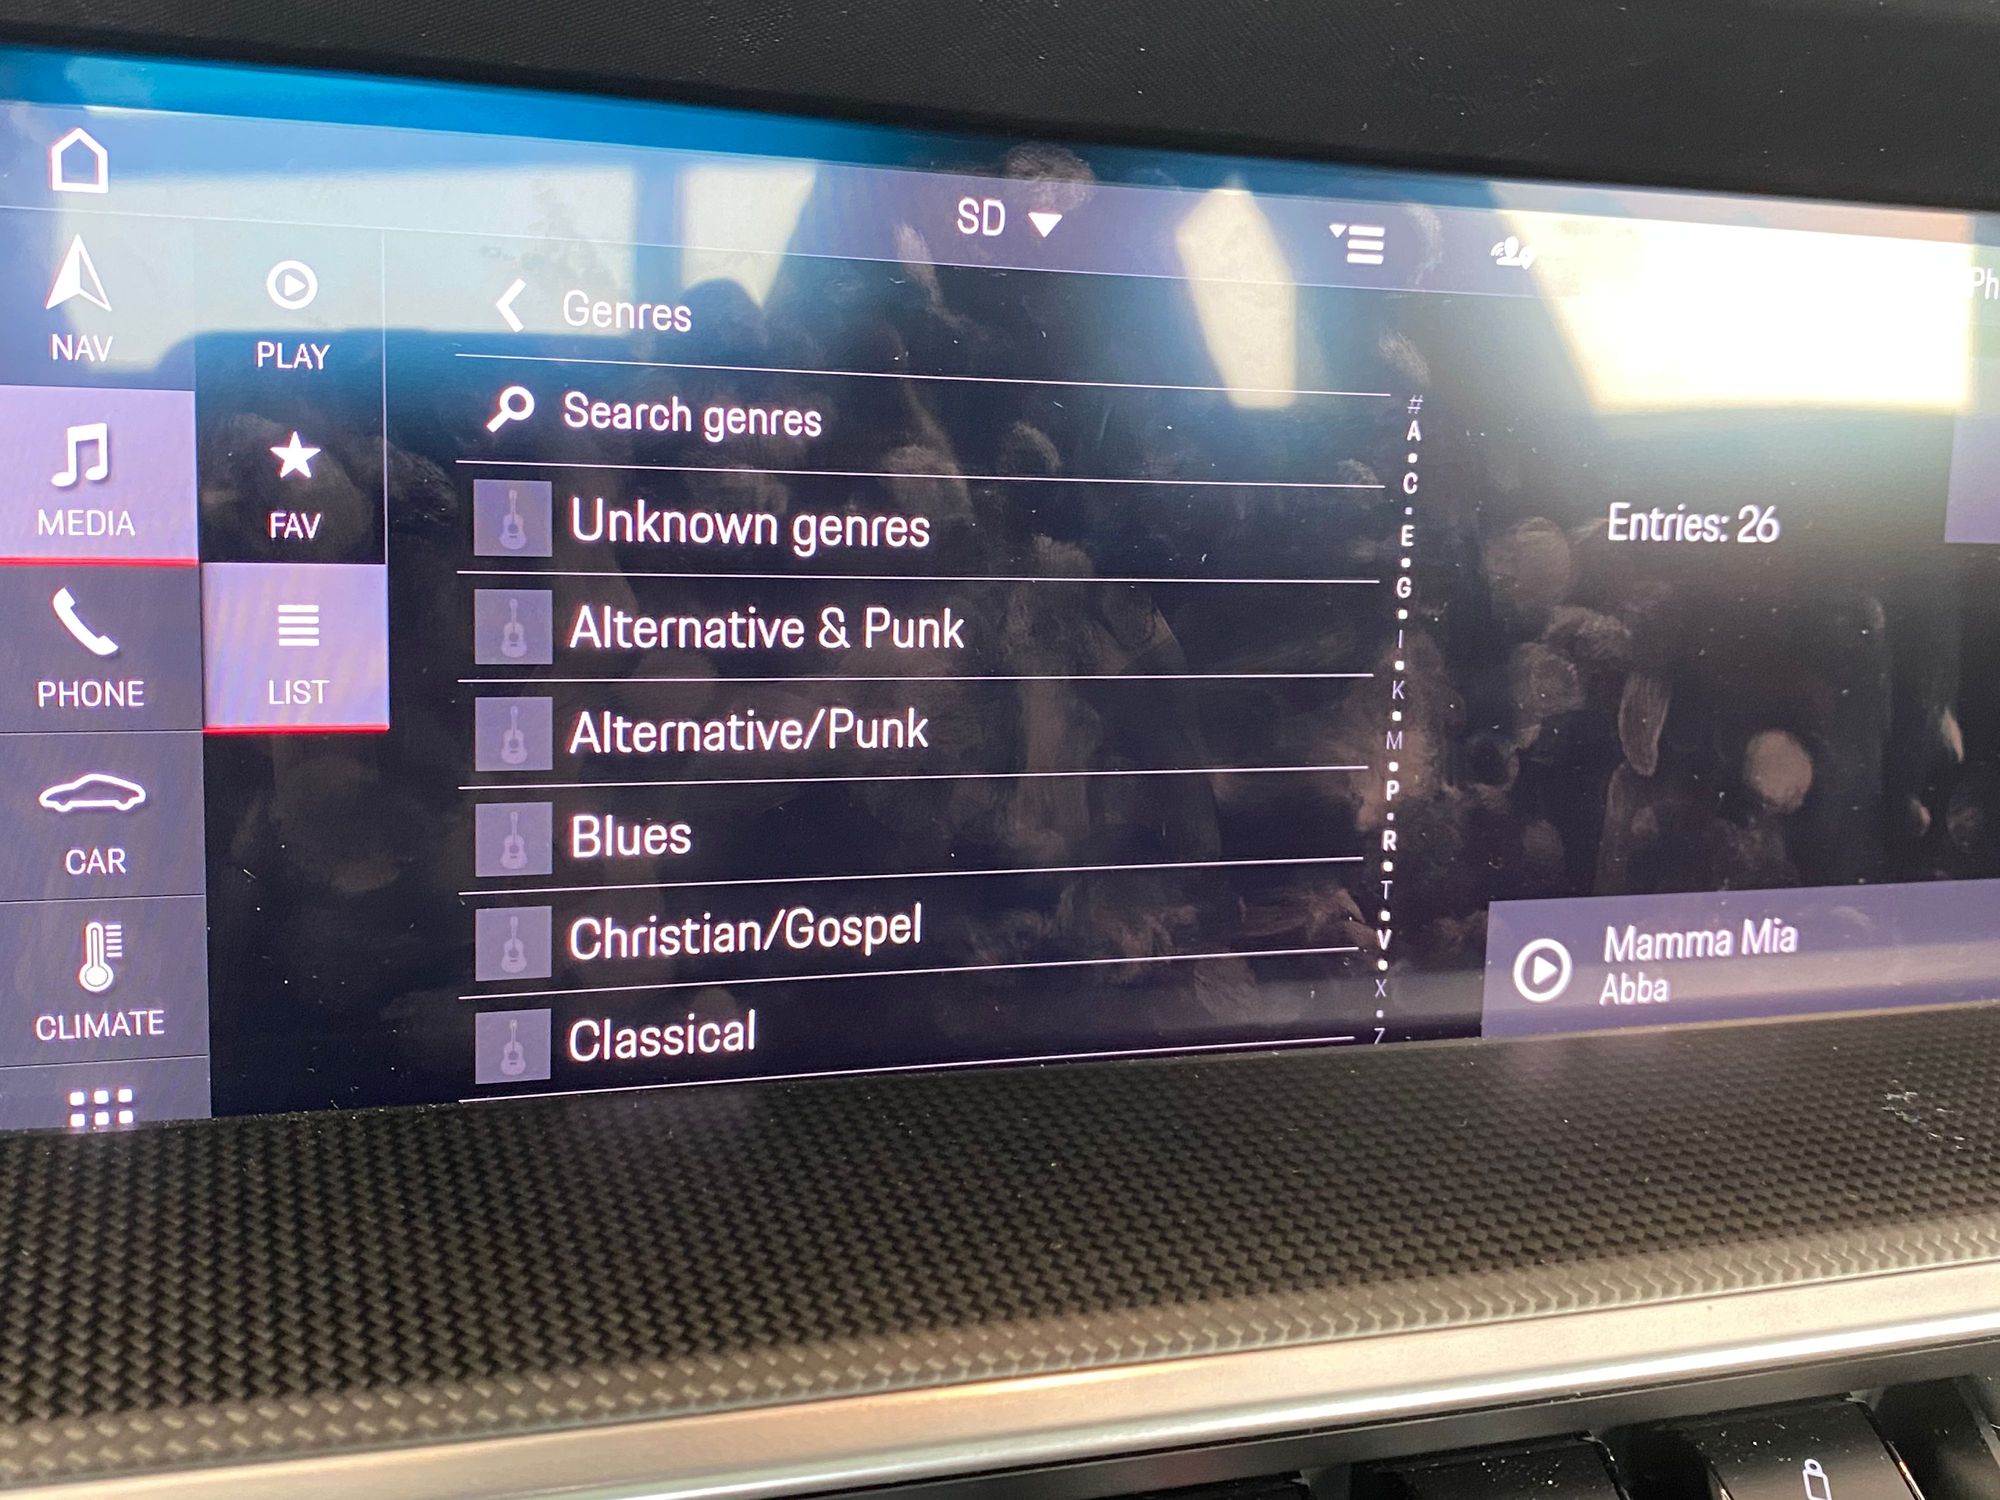 SD
Ph
NAV
MEDIA
PHONE
CAR
CLIMATE
PLAY
FAV
LIST
Genres
Search genres
Unknown genres
Alternative & Punk
Alternative/Punk
Blues
Christian/Gospel
Classical
#
A
C
E
G
I
K
M
P
R
T
V
X
Z
Entries: 26
Mamma Mia
Abba